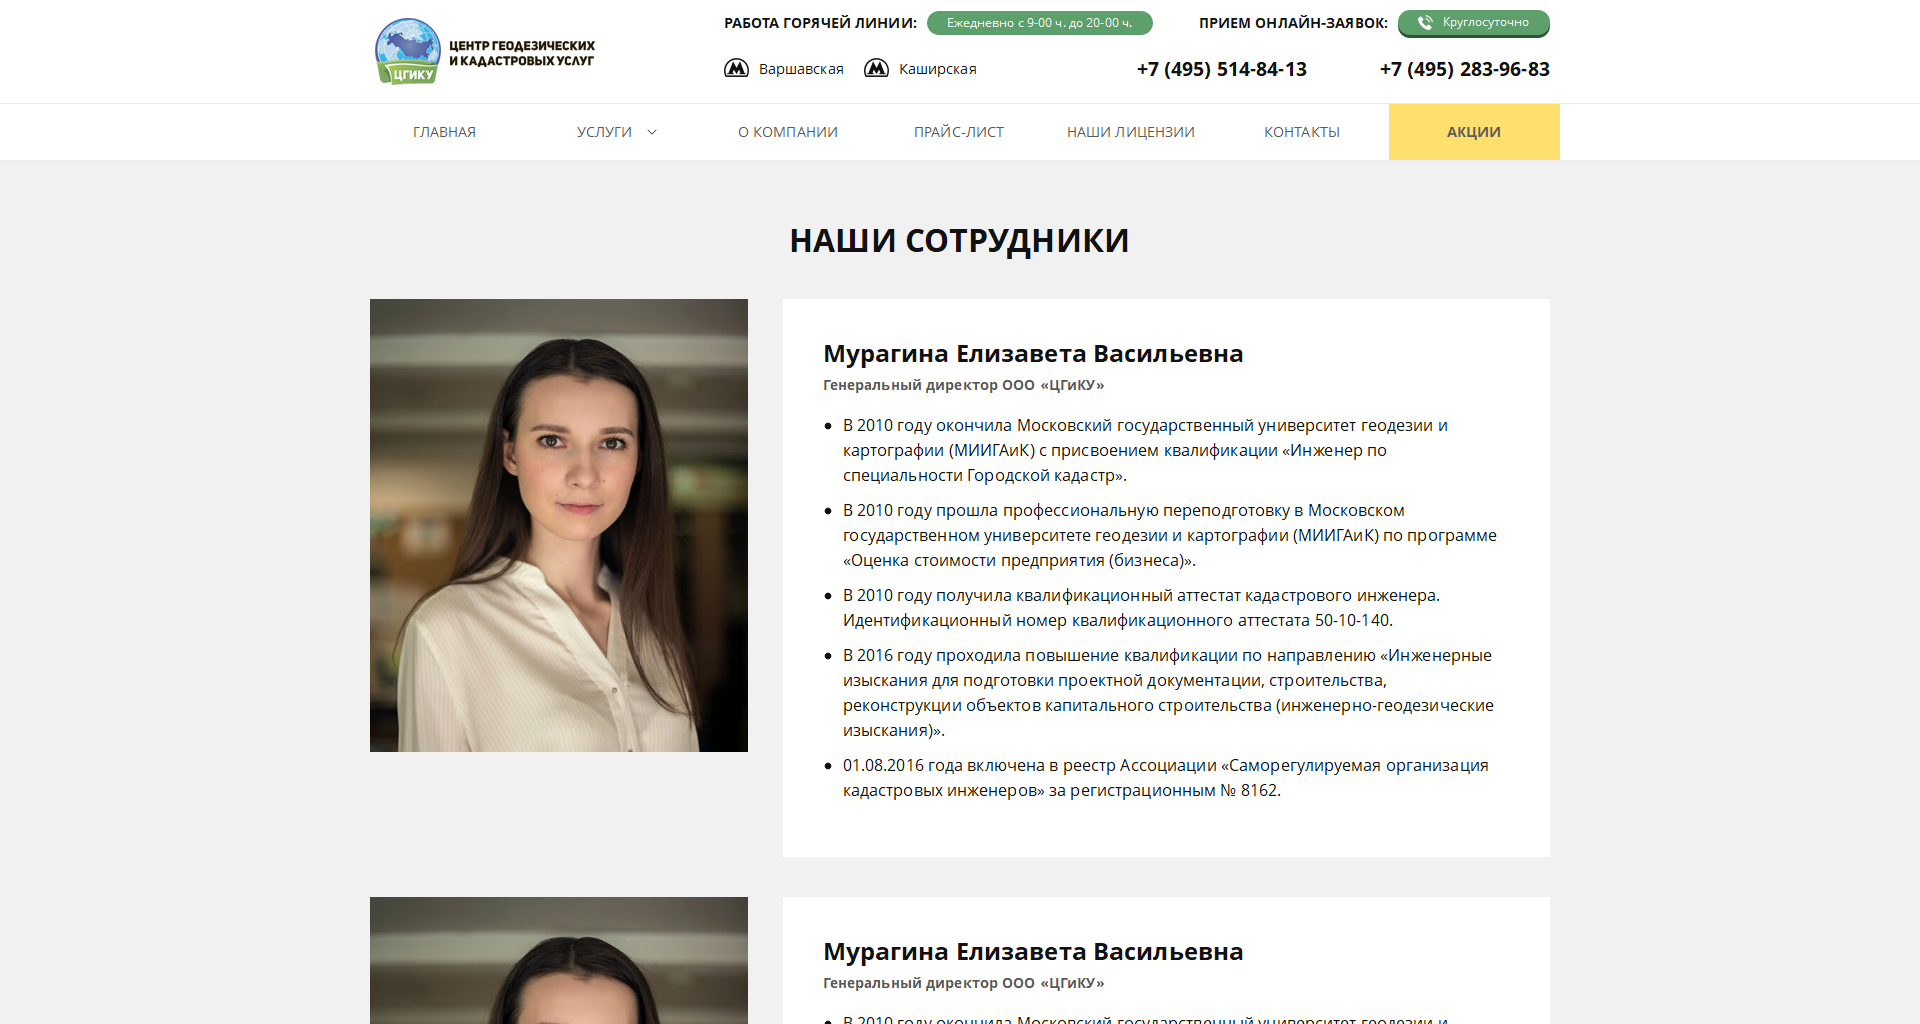 ЦГИКУ
ЦЕНТР ГЕОДЕЗИЧЕСКИХ
И КАДАСТРОВЫХ УСЛУГ
РАБОТА ГОРЯЧЕЙ ЛИНИИ: Ежедневно с 9-00 ч. до 20-00 ч. ПРИЕМ ОНЛАЙН-ЗАЯВОК: Круглосуточно
Варшавская Каширская +7 (495) 514-84-13 +7 (495) 283-96-83
ГЛАВНАЯ УСЛУГИ О КОМПАНИИ ПРАЙС-ЛИСТ НАШИ ЛИЦЕНЗИИ КОНТАКТЫ АКЦИИ
НАШИ СОТРУДНИКИ
Мурагина Елизавета Васильевна
Генеральный директор ООО «ЦГиКУ»
• В 2010 году окончила Московский государственный университет геодезии и
картографии (МИИГАиК) с присвоением квалификации «Инженер по
специальности Городской кадастр».
• В 2010 году прошла профессиональную переподготовку в Московском
государственном университете геодезии и картографии (МИИГАиК) по программе
«Оценка стоимости предприятия (бизнеса)».
• В 2010 году получила квалификационный аттестат кадастрового инженера.
Идентификационный номер квалификационного аттестата 50-10-140.
• В 2016 году проходила повышение квалификации по направлению «Инженерные
изыскания для подготовки проектной документации, строительства,
реконструкции объектов капитального строительства (инженерно-геодезические
изыскания)».
• 01.08.2016 года включена в реестр Ассоциации «Саморегулируемая организация
кадастровых инженеров» за регистрационным № 8162.
Мурагина Елизавета Васильевна
Генеральный директор ООО «ЦГиКУ»
• В 2010 году окончила Московский государственный университет геодезии и